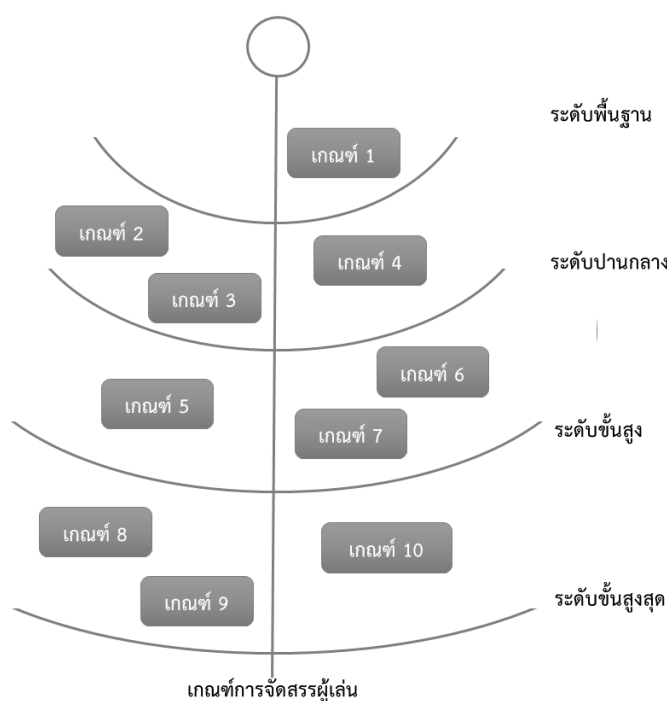 ระดับพื้นฐาน
เกณฑ์ 1
เกณฑ์ 2
เกณฑ์ 4
ระดับปานกลาง
เกณฑ์ 3
เกณฑ์ 6
เกณฑ์ 5
เกณฑ์ 7
ระดับขั้นสูง
เกณฑ์ 8
เกณฑ์ 10
เกณฑ์ 9
ระดับขั้นสูงสุด
เกณฑ์การจัดสรรผู้เล่น